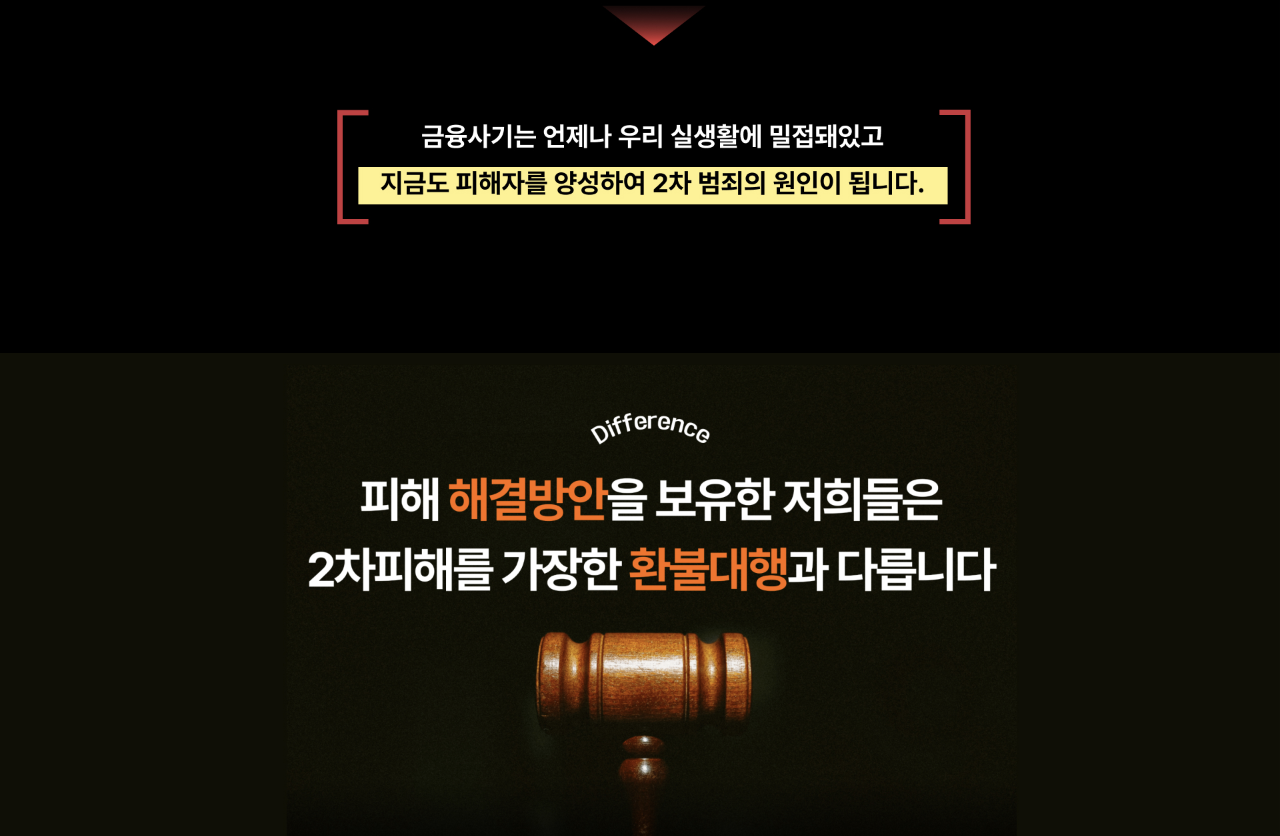 금융사기는 언제나 우리 실생활에 밀접돼있고
지금도 피해자를 양성하여 2차 범죄의 원인이 됩니다.
Difference
피해 해결방안을 보유한 저희들은
2차피해를 가장한 환불대행과 다릅니다